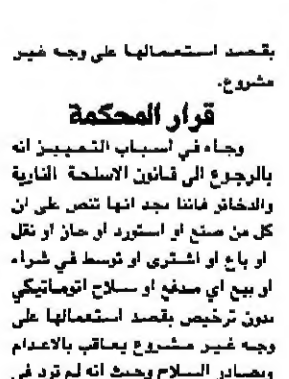 بقصد استعمالها على وجه غير
مشروع.
قرار المحكمة
وجاء في اسباب التمييز انه
بالرجوع الى قانون الاسلحة النارية
والذخائر فاننا نجد انها تنص على ان
كل من صنع او استورد او حاز او نقل
او باع او اشترى او توسط في شراء
او بيع اي مدفع او سلاح اتوماتيكي
بدون ترخيص بقصد استعمالها على
وجه غير مشروع يعاقب بالاعدام
وبصادر السلاح وحيث انه لم ترد في